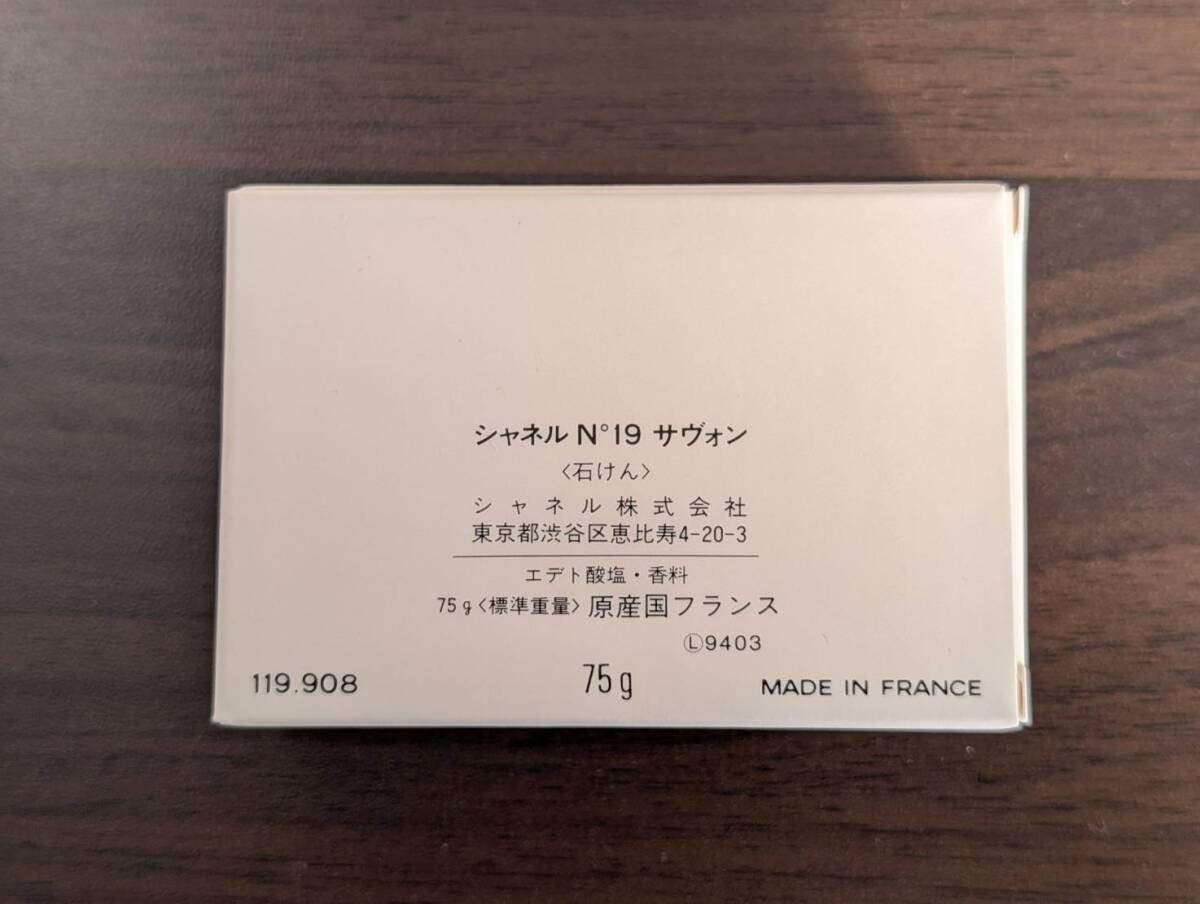 シャネル N°19 サヴォン
〈石けん〉
シャネル株式会社
東京都渋谷区恵比寿4-20-3
エデト酸塩・香料
75g〈標準重量〉原産国フランス
Ⓛ9403
119.908 75g MADE IN FRANCE